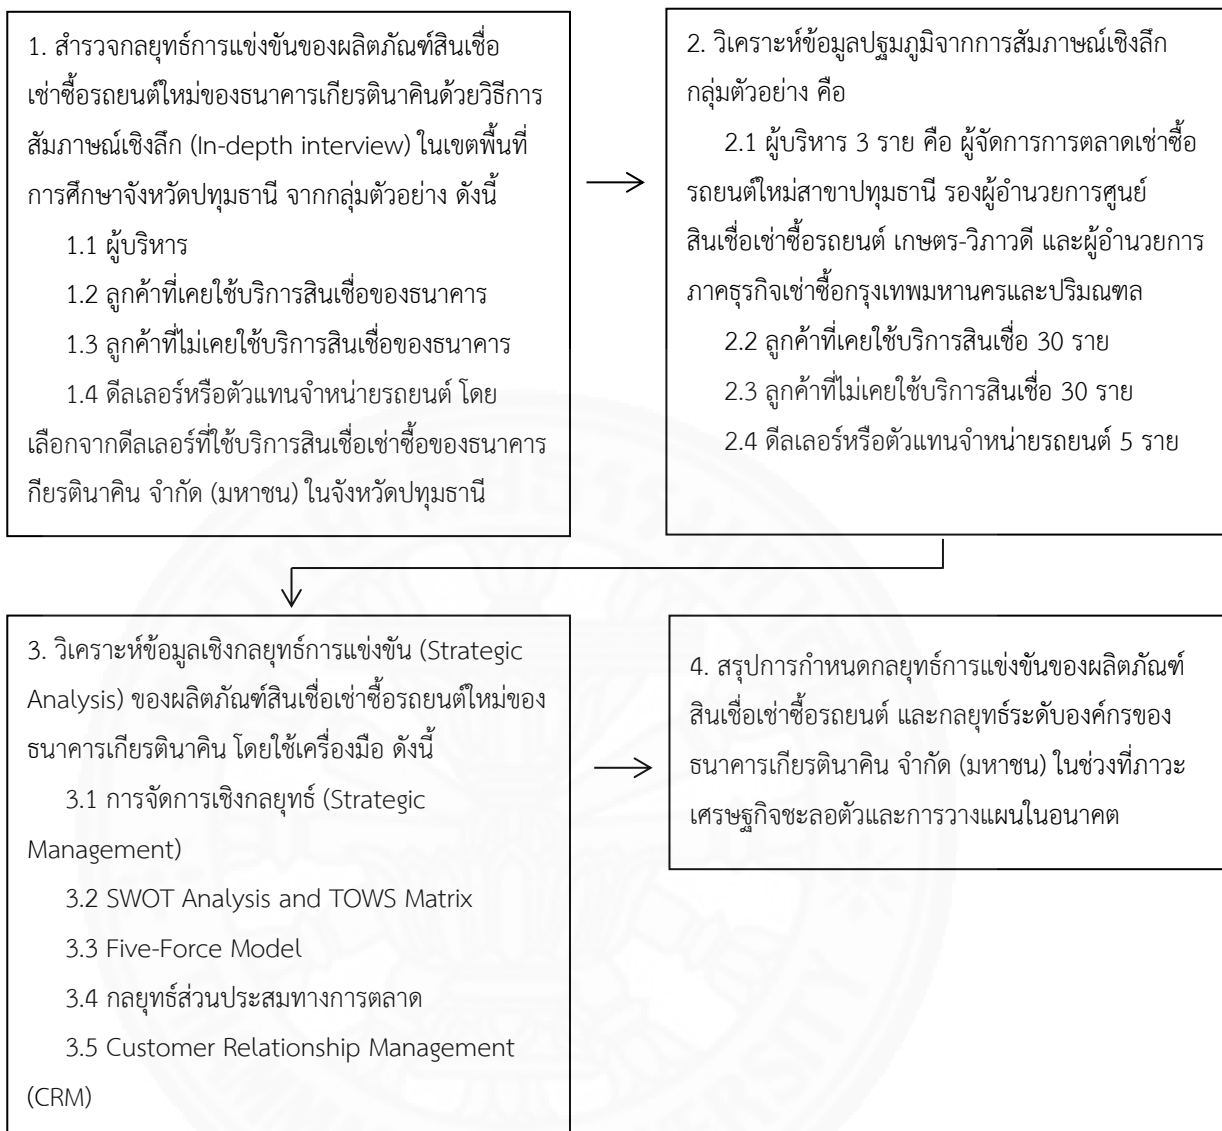 1. สำรวจกลยุทธ์การแข่งขันของผลิตภัณฑ์สินเชื่อ
เช่าซื้อรถยนต์ใหม่ของธนาคารเกียรตินาคินด้วยวิธีการ
สัมภาษณ์เชิงลึก (In-depth interview) ในเขตพื้นที่
การศึกษาจังหวัดปทุมธานี จากกลุ่มตัวอย่าง ดังนี้
1.1 ผู้บริหาร
1.2 ลูกค้าที่เคยใช้บริการสินเชื่อของธนาคาร
1.3 ลูกค้าที่ไม่เคยใช้บริการสินเชื่อของธนาคาร
1.4 ดีลเลอร์หรือตัวแทนจำหน่ายรถยนต์ โดย
เลือกจากดีลเลอร์ที่ใช้บริการสินเชื่อเช่าซื้อของธนาคาร
กียรตินาคิน จำกัด (มหาชน) ในจังหวัดปทุมธานี
2. วิเคราะห์ข้อมูลปฐมภูมิจากการสัมภาษณ์เชิงลึก
กลุ่มตัวอย่าง คือ
2.1 ผู้บริหาร 3 ราย คือ ผู้จัดการการตลาดเช่าซื้อ
รถยนต์ใหม่สาขาปทุมธานี รองผู้อำนวยการศูนย์
สินเชื่อเช่าซื้อรถยนต์ เกษตร-วิภาวดี และผู้อำนวยการ
ภาคธุรกิจเช่าซื้อกรุงเทพมหานครและปริมณฑล
2.2 ลูกค้าที่เคยใช้บริการสินเชื่อ 30 ราย
2.3 ลูกค้าที่ไม่เคยใช้บริการสินเชื่อ 30 ราย
2.4 ดีลเลอร์หรือตัวแทนจำหน่ายรถยนต์ 5 ราย
3. วิเคราะห์ข้อมูลเชิงกลยุทธ์การแข่งขัน (Strategic
Analysis) ของผลิตภัณฑ์สินเชื่อเช่าซื้อรถยนต์ใหม่ของ
ธนาคารเกียรตินาคิน โดยใช้เครื่องมือ ดังนี้
3.1 การจัดการเชิงกลยุทธ์ (Strategic
Management)
3.2 SWOT Analysis and TOWS Matrix
3.3 Five-Force Model
3.4 กลยุทธ์ส่วนประสมทางการตลาด
3.5 Customer Relationship Management
(CRM)
4. สรุปการกำหนดกลยุทธ์การแข่งขันของผลิตภัณฑ์
สินเชื่อเช่าซื้อรถยนต์ และกลยุทธ์ระดับองค์กรของ
ธนาคารเกียรตินาคิน จำกัด (มหาชน) ในช่วงที่ภาวะ
เศรษฐกิจชะลอตัวและการวางแผนในอนาคต